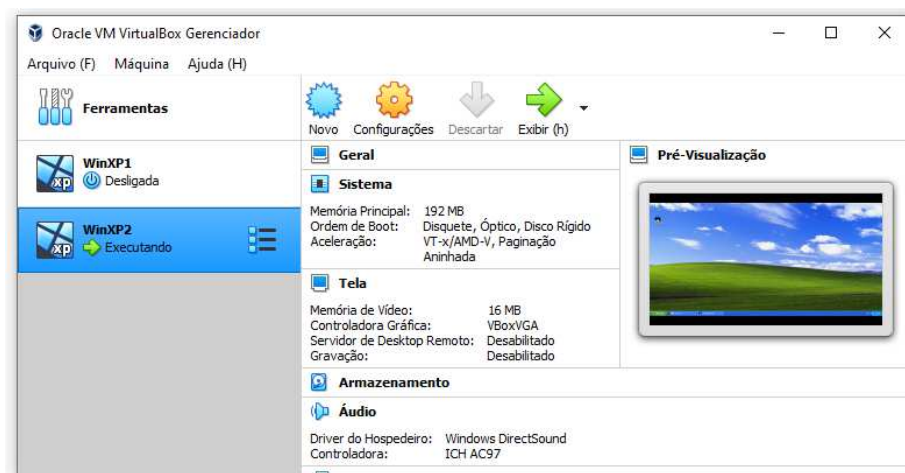 Oracle VM VirtualBox Gerenciador
Arquivo (F) Máquina Ajuda (H)
Ferramentas
Novo Configurações Descartar Exibir (h)
WinXP1
Desligada
WinXP2
Executando
Geral
Sistema
Memória Principal: 192 MB
Ordem de Boot: Disquete, Óptico, Disco Rígido
Aceleração: VT-x/AMD-V, Paginação
Aninhada
Tela
Memória de Vídeo: 16 MB
Controladora Gráfica: VBoxVGA
Servidor de Desktop Remoto: Desabilitado
Gravação: Desabilitado
Pré-Visualização
Armazenamento
Áudio
Driver do Hospedeiro: Windows DirectSound
Controladora: ICH AC97